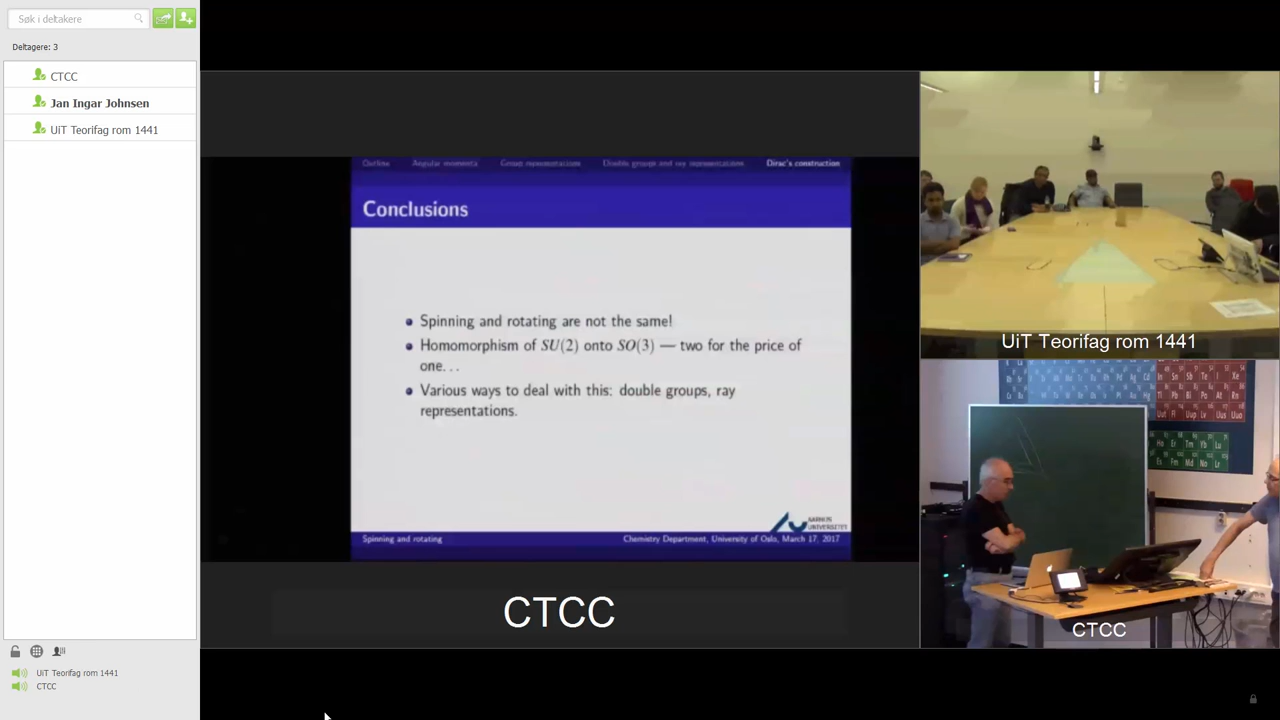 Søk i deltakere
Deltagere: 3
CTCC
Jan Ingar Johnsen
UiT Teorifag rom 1441
UiT Teorifag rom 1441
CTCC
Outline Angular momenta Group representations Double groups and ray representations Dirac's construction
Conclusions
Spinning and rotating are not the same!
Homomorphism of SU(2) onto SO(3) — two for the price of
one...
Various ways to deal with this: double groups, ray
representations.
AARHUS
UNIVERSITET
Spinning and rotating Chemistry Department, University of Oslo, March 17, 2017
CTCC
UiT Teorifag rom 1441
CTCC